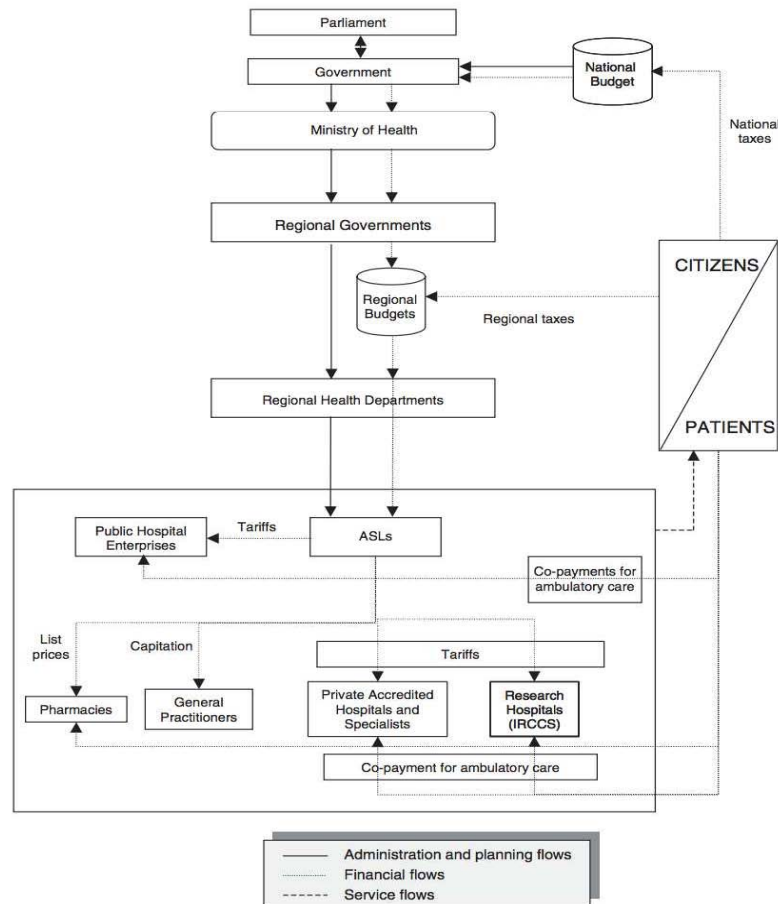 Parliament
Government
National
Budget
Ministry of Health
National
taxes
Regional Governments
CITIZENS
Regional
Budgets
Regional taxes
Regional Health Departments
PATIENTS
Public Hospital
Enterprises
Tariffs
ASLs
Co-payments for
ambulatory care
List
prices
Capitation
Tariffs
Pharmacies
General
Practitioners
Private Accredited
Hospitals and
Specialists
Research
Hospitals
(IRCCS)
Co-payment for ambulatory care
Administration and planning flows
Financial flows
Service flows